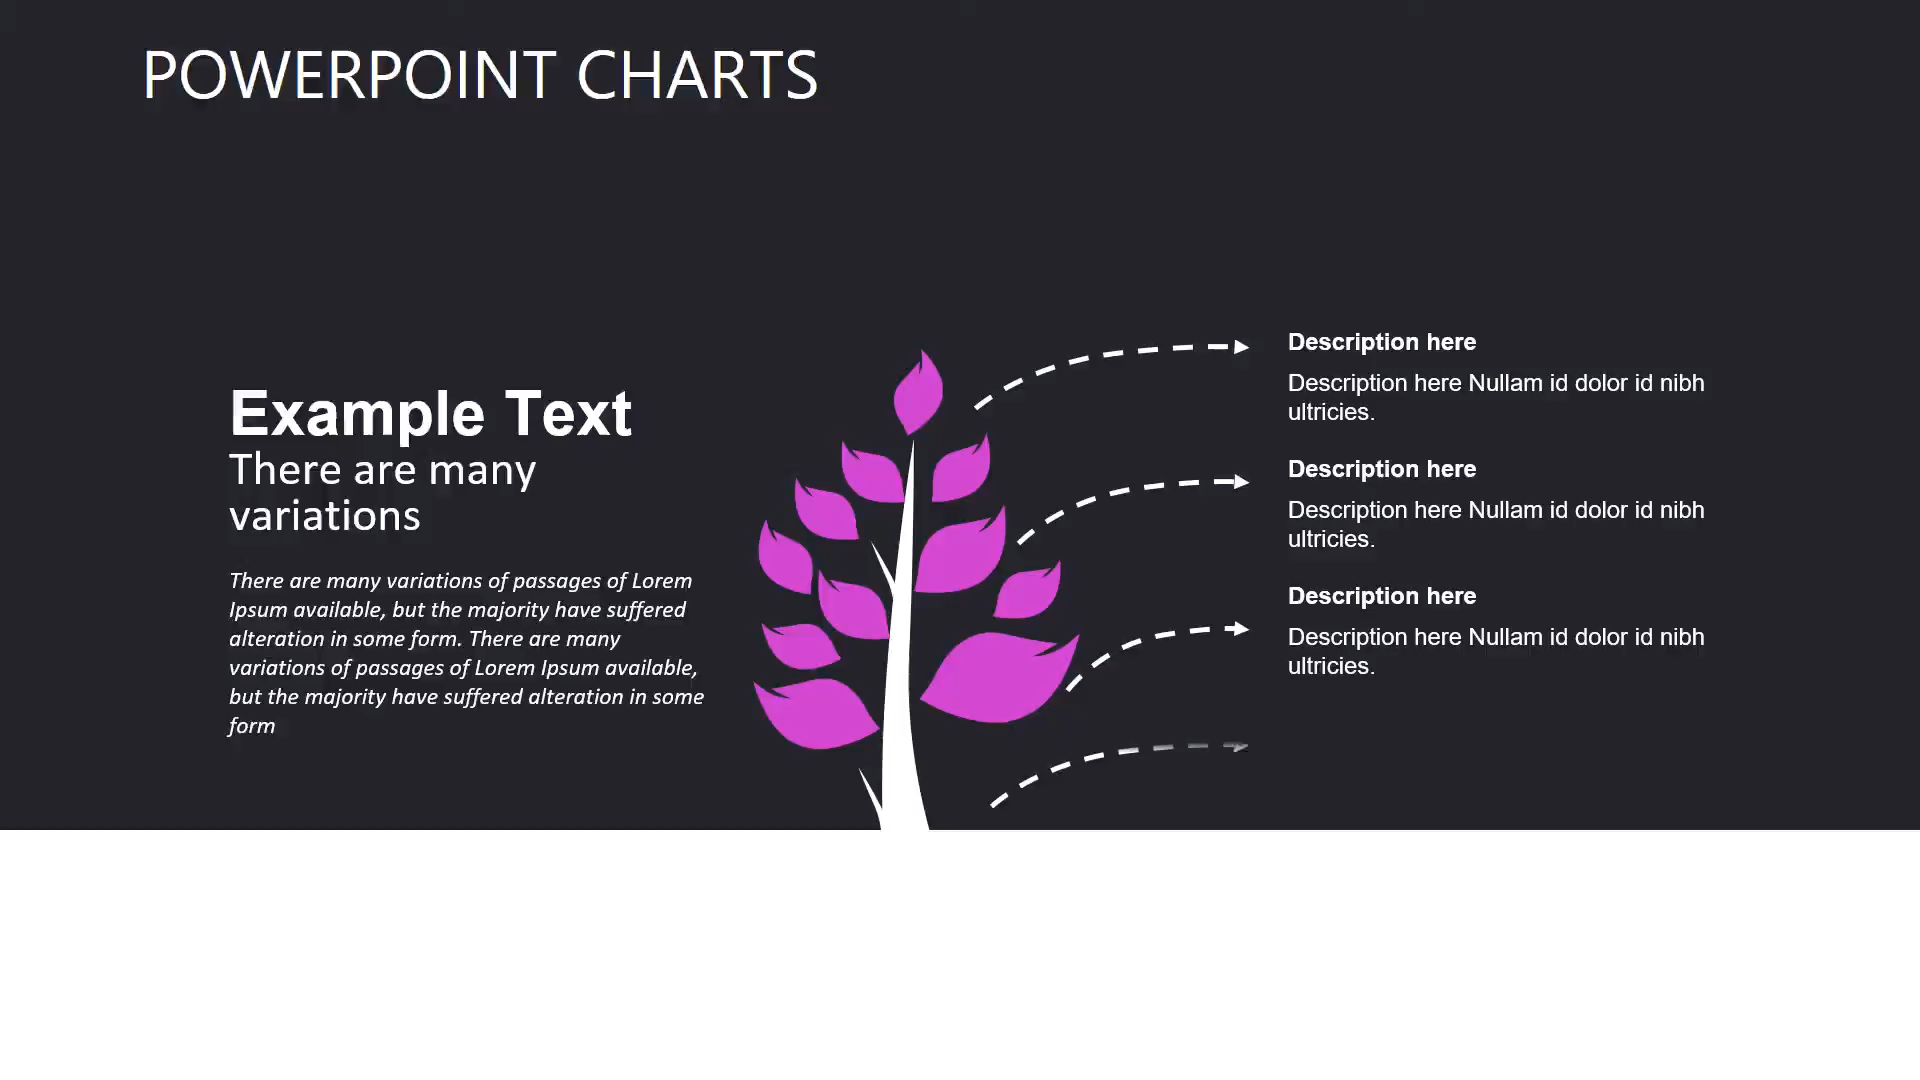 POWERPOINT CHARTS
Example Text
There are many
variations
There are many variations of passages of Lorem
Ipsum available, but the majority have suffered
alteration in some form. There are many
variations of passages of Lorem Ipsum available,
but the majority have suffered alteration in some
form
Description here
Description here Nullam id dolor id nibh
ultricies.
Description here
Description here Nullam id dolor id nibh
ultricies.
Description here
Description here Nullam id dolor id nibh
ultricies.